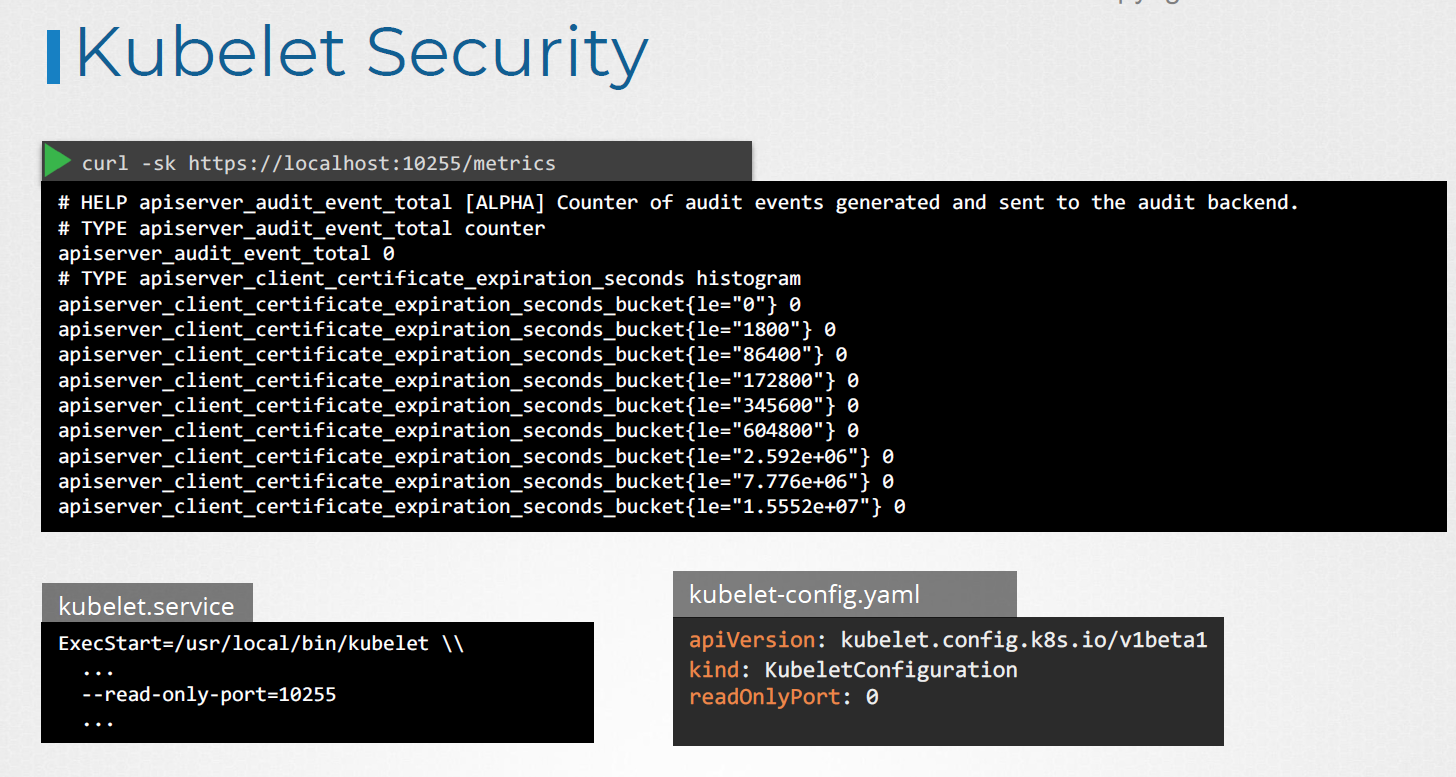 Kubelet Security
curl -sk https://localhost:10255/metrics
# HELP apiserver_audit_event_total [ALPHA] Counter of audit events generated and sent to the audit backend.
# TYPE apiserver_audit_event_total counter
apiserver_audit_event_total 0
# TYPE apiserver_client_certificate_expiration_seconds histogram
apiserver_client_certificate_expiration_seconds_bucket{le="0"} 0
apiserver_client_certificate_expiration_seconds_bucket{le="1800"} 0
apiserver_client_certificate_expiration_seconds_bucket{le="86400"} 0
apiserver_client_certificate_expiration_seconds_bucket{le="172800"} 0
apiserver_client_certificate_expiration_seconds_bucket{le="345600"} 0
apiserver_client_certificate_expiration_seconds_bucket{le="604800"} 0
apiserver_client_certificate_expiration_seconds_bucket{le="2.592e+06"} 0
apiserver_client_certificate_expiration_seconds_bucket{le="7.776e+06"} 0
apiserver_client_certificate_expiration_seconds_bucket{le="1.5552e+07"} 0
kubelet.service
ExecStart=/usr/local/bin/kubelet \\
...
--read-only-port=10255
...
kubelet-config.yaml
apiVersion: kubelet.config.k8s.io/v1beta1
kind: KubeletConfiguration
readOnlyPort: 0